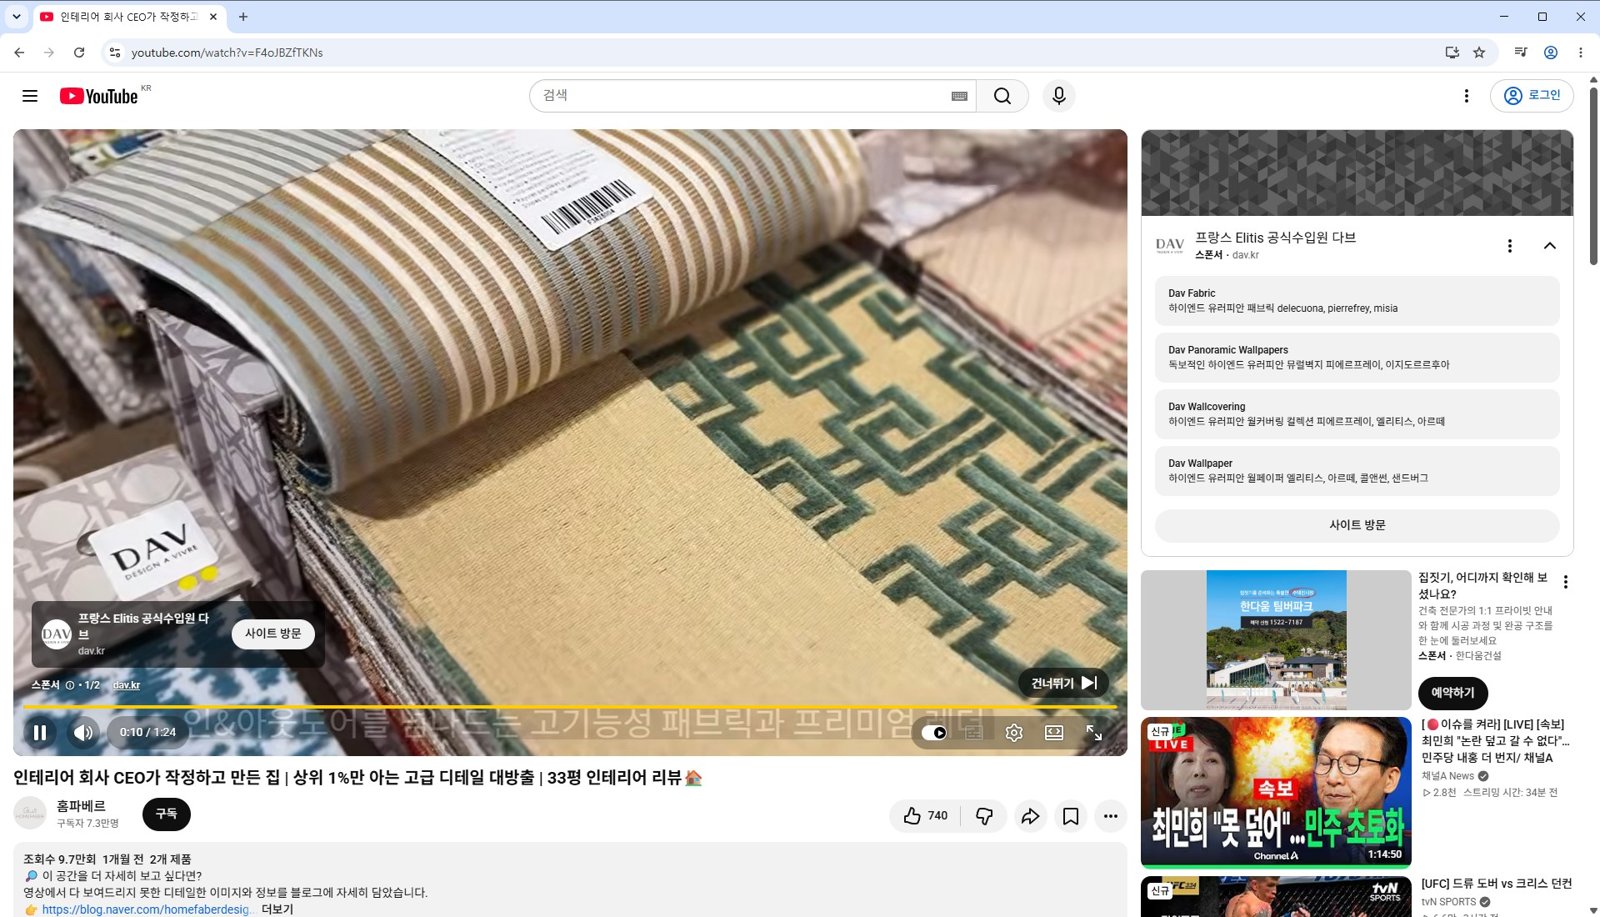 인테리어 회사 CEO가 작정하고
youtube.com/watch?v=F4oJBZfTKNs
YouTube KR
검색
로그인
DAV
DESIGN A VIVRE
프랑스 Elitis 공식수입원 다브
dav.kr
사이트 방문
스폰서 • 1/2 dav.kr
건너뛰기
인&아웃도어를 넘나드는 고기능성 패브릭과 프리미엄 레더
0:10 / 1:24
인테리어 회사 CEO가 작정하고 만든 집 | 상위 1%만 아는 고급 디테일 대방출 | 33평 인테리어 리뷰🏠
홈파베르
구독자 7.3만명
구독
740
조회수 9.7만회 1개월 전 2개 제품
🔎 이 공간을 더 자세히 보고 싶다면?
영상에서 다 보여드리지 못한 디테일한 이미지와 정보를 블로그에 자세히 담았습니다.
👉 https://blog.naver.com/homefaberdesig... 더보기
DAV
프랑스 Elitis 공식수입원 다브
스폰서 · dav.kr
Dav Fabric
하이엔드 유러피안 패브릭 delecuona, pierrefrey, misia
Dav Panoramic Wallpapers
독보적인 하이엔드 유러피안 뮤럴벽지 피에르프레이, 이지도르르후아
Dav Wallcovering
하이엔드 유러피안 월커버링 컬렉션 피에르프레이, 엘리티스, 아르떼
Dav Wallpaper
하이엔드 유러피안 월페이퍼 엘리티스, 아르떼, 콜앤썬, 샌드버그
사이트 방문
한다움 팀버파크
1522-7187
집짓기, 어디까지 확인해 보
셨나요?
건축 전문가의 1:1 프라이빗 안내
와 함께 시공 과정 및 완공 구조를
한 눈에 둘러보세요
스폰서 · 한다움건설
예약하기
신규
LIVE
속보
최민희 "못 덮어"...민주 초토화
Channel A
1:14:50
[🔴이슈를 켜라] [LIVE] [속보]
최민희 "논란 덮고 갈 수 없다"...
민주당 내홍 더 번지/ 채널A
채널A News
2.8천 스트리밍 시간: 34분 전
신규
tvN
SPORTS
[UFC] 드류 도버 vs 크리스 던컨
tvN SPORTS